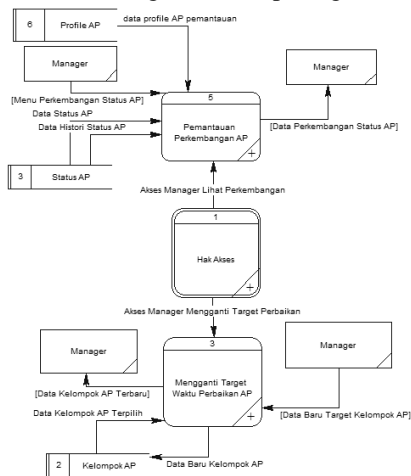 6
Profile AP
data profile AP pemantauan
Manager
Manager
[Menu Perkembangan Status AP]
5
Pemantauan
Perkembangan AP
+
[Data Perkembangan Status AP]
Data Status AP
Data Histori Status AP
3
Status AP
Akses Manager Lihat Perkembangan
1
Hak Akses
+
Akses Manager Mengganti Target Perbaikan
Manager
3
Mengganti Target
Waktu Perbaikan AP
+
Manager
[Data Kelompok AP Terbaru]
Data Kelompok AP Terpilih
[Data Baru Target Kelompok AP]
2
Kelompok AP
Data Baru Kelompok AP